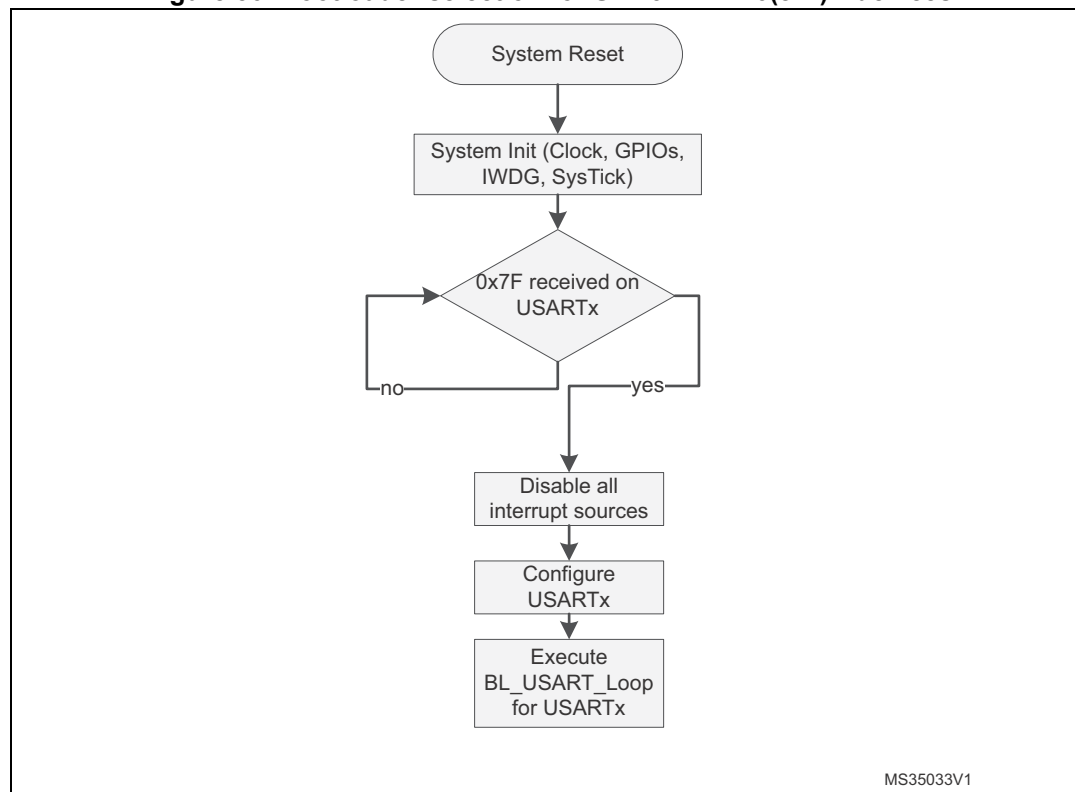 System Reset
System Init (Clock, GPIOs,
IWDG, SysTick)
0x7F received on
USARTx
no
yes
Disable all
interrupt sources
Configure
USARTx
Execute
BL_USART_Loop
for USARTx
MS35033V1